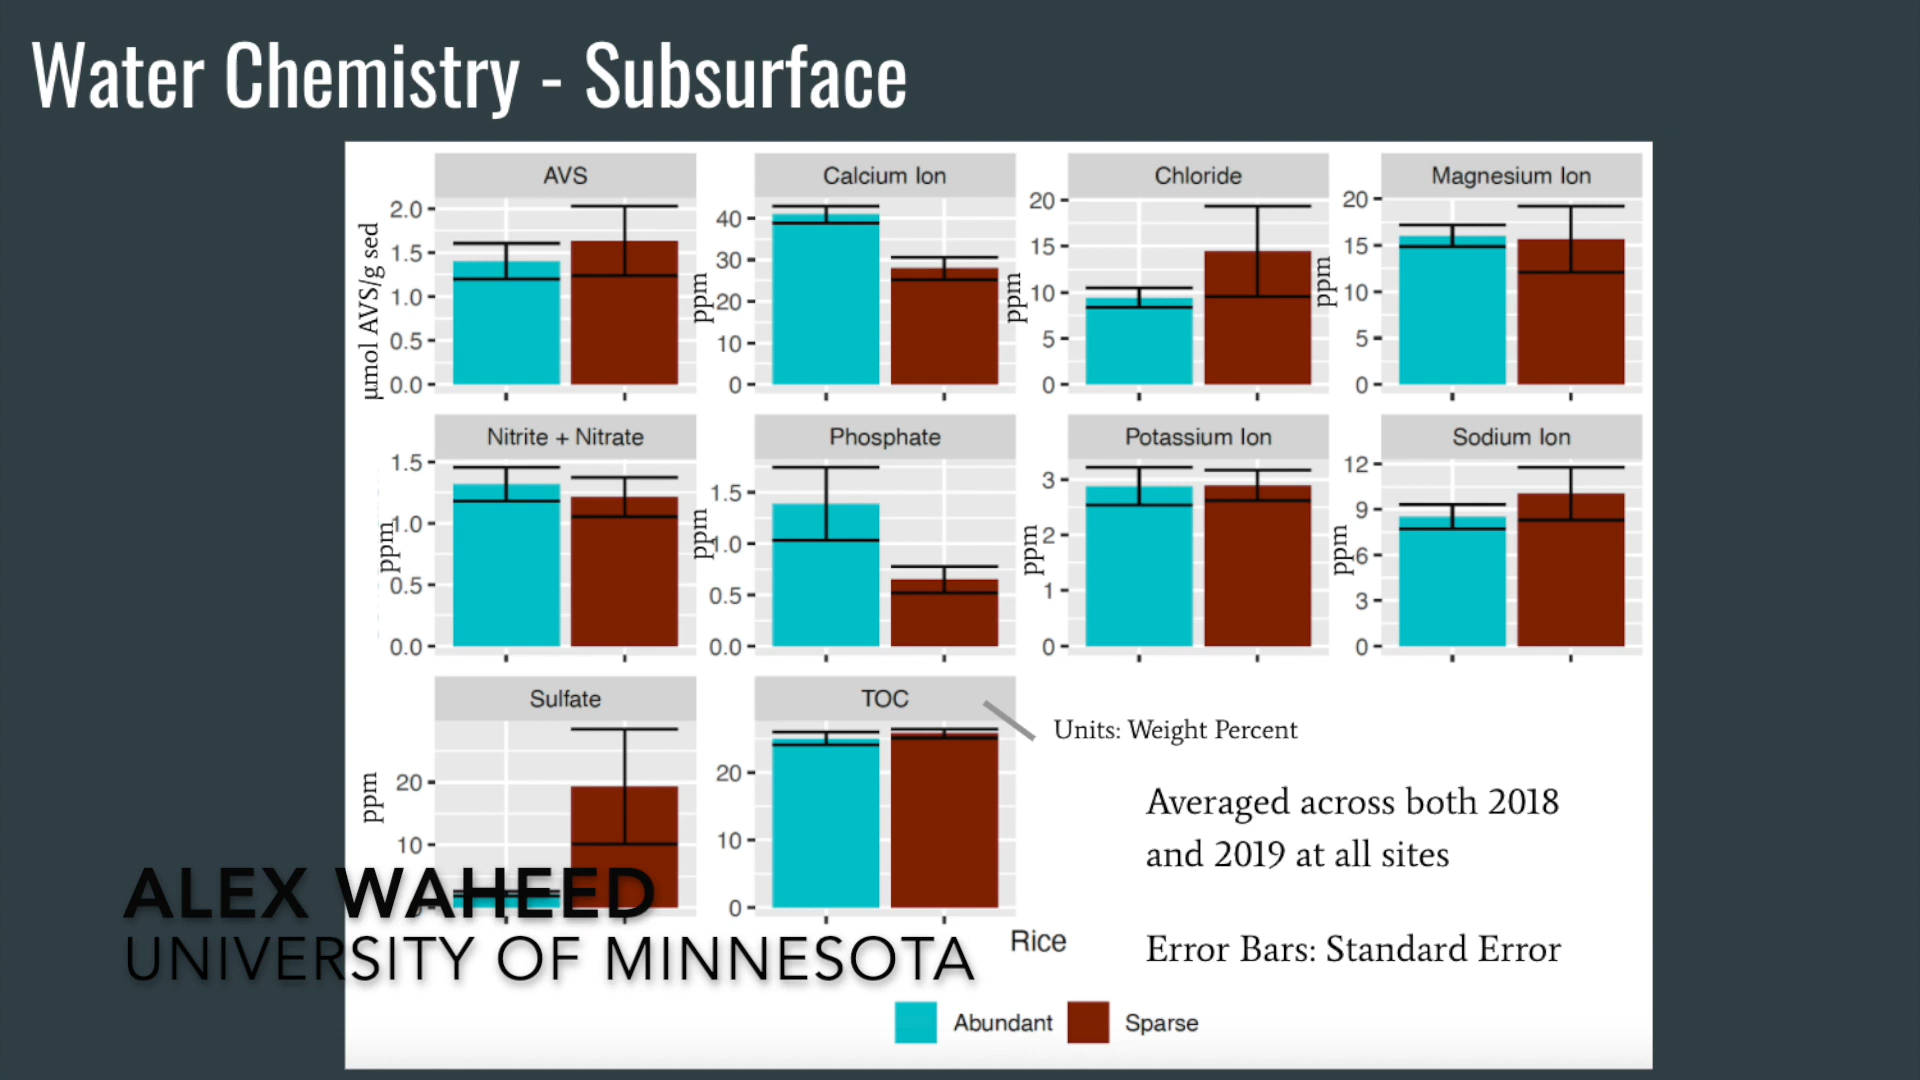 Water Chemistry - Subsurface
AVS
Calcium Ion
Chloride
Magnesium Ion
µmol AVS/g sed
2.0
1.5
1.0
0.5
0.0
ppm
40
30
20
10
0
ppm
20
15
10
5
0
ppm
20
15
10
5
0
Nitrite + Nitrate
Phosphate
Potassium Ion
Sodium Ion
ppm
1.5
1.0
0.5
0.0
ppm
1.5
1.0
0.5
0.0
ppm
3
2
1
0
ppm
12
9
6
3
0
Sulfate
TOC
Units: Weight Percent
ppm
20
10
20
10
0
Averaged across both 2018
and 2019 at all sites
ALEX WAHEED
UNIVERSITY OF MINNESOTA
Rice
Error Bars: Standard Error
Abundant
Sparse